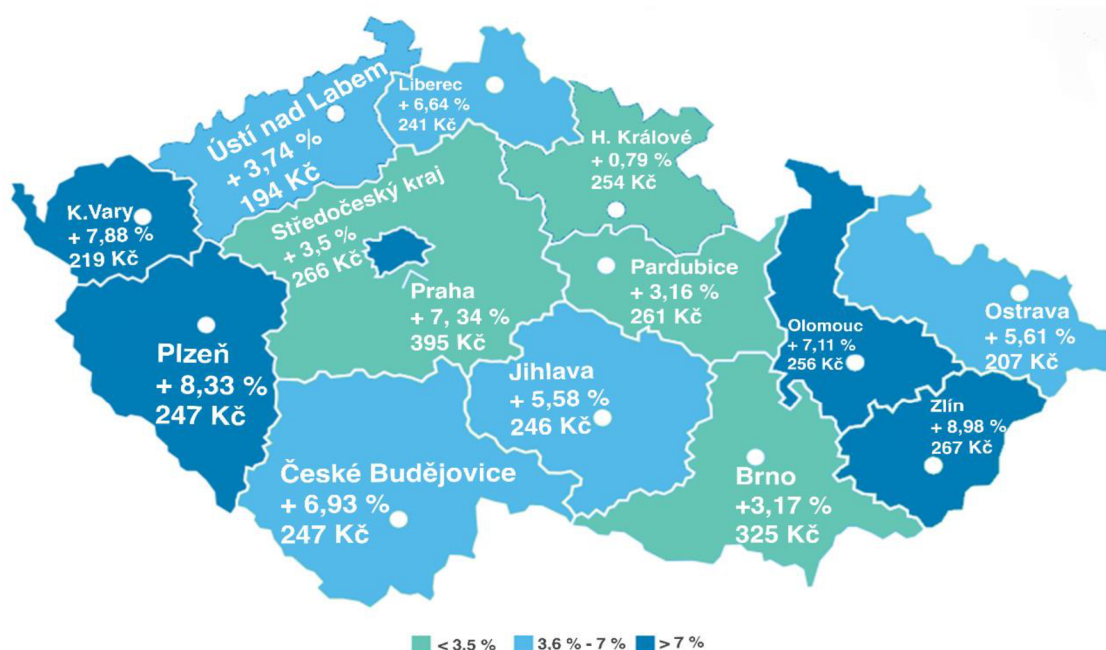 Ústí nad Labem
+ 3,74 %
194 Kč
Liberec
+ 6,64 %
241 Kč
H. Králové
+ 0,79 %
254 Kč
K.Vary
+ 7,88 %
219 Kč
Středočeský kraj
+ 3,5 %
266 Kč
Praha
+ 7, 34 %
395 Kč
Pardubice
+ 3,16 %
261 Kč
Plzeň
+ 8,33 %
247 Kč
Jihlava
+ 5,58 %
246 Kč
Olomouc
+ 7,11 %
256 Kč
Ostrava
+ 5,61 %
207 Kč
Zlín
+ 8,98 %
267 Kč
České Budějovice
+ 6,93 %
247 Kč
Brno
+3,17 %
325 Kč
< 3,5 % 3,6 % - 7 % > 7 %